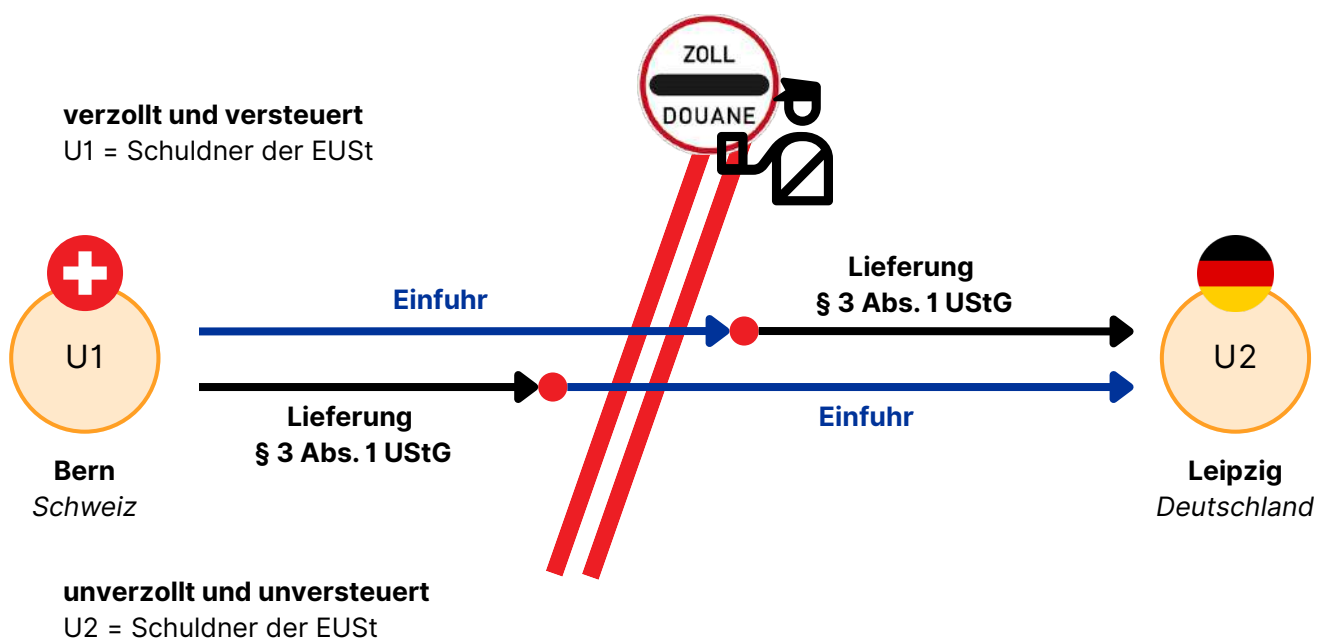 ZOLL
DOUANE
verzollt und versteuert
U1 = Schuldner der EUSt
Einfuhr
Lieferung
§ 3 Abs. 1 UStG
U1
U2
Lieferung
§ 3 Abs. 1 UStG
Einfuhr
Bern
Schweiz
Leipzig
Deutschland
unverzollt und unversteuert
U2 = Schuldner der EUSt